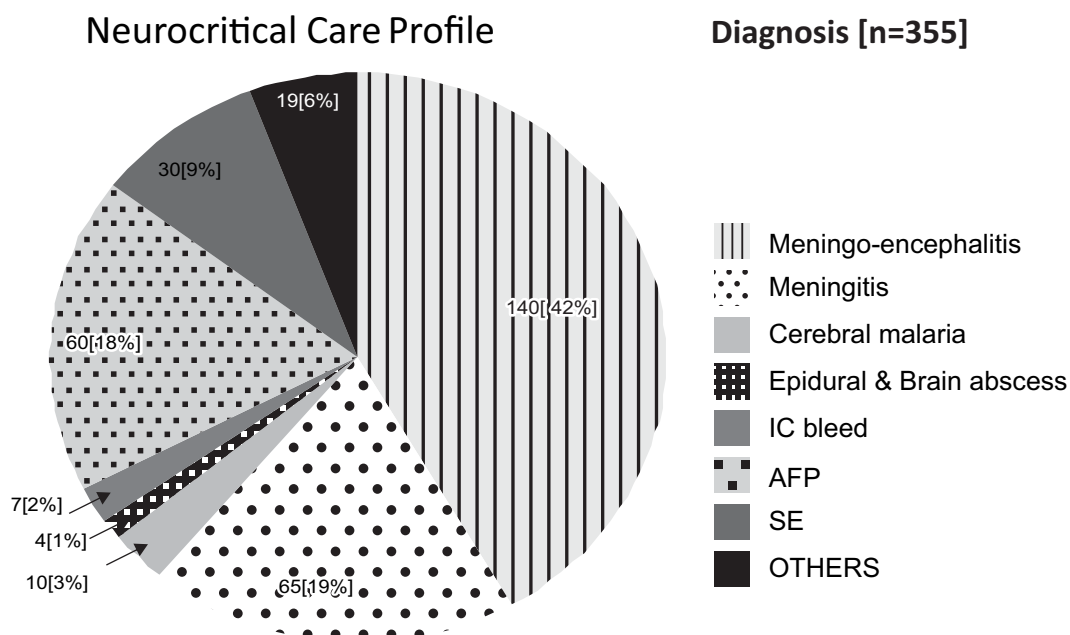 Neurocritical Care Profile
Diagnosis [n=355]
19[6%]
30[9%]
140[42%]
60[18%]
7[2%]
4[1%]
10[3%]
65[19%]
Meningo-encephalitis
Meningitis
Cerebral malaria
Epidural & Brain abscess
IC bleed
AFP
SE
OTHERS